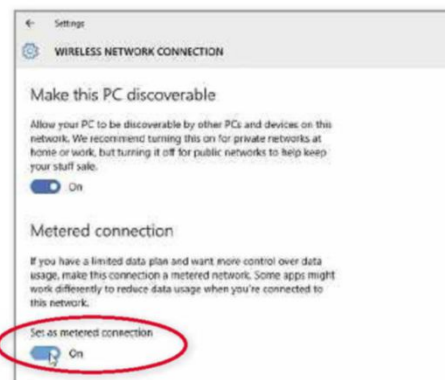 Settings
WIRELESS NETWORK CONNECTION
Make this PC discoverable
Allow your PC to be discoverable by other PCs and devices on this
network. We recommend turning this on for private networks at
home or work, but turning it off for public networks to help keep
your stuff safe.
On
Metered connection
If you have a limited data plan and want more control over data
usage, make this connection a metered network. Some apps might
work differently to reduce data usage when you're connected to
this network.
Set as metered connection
On